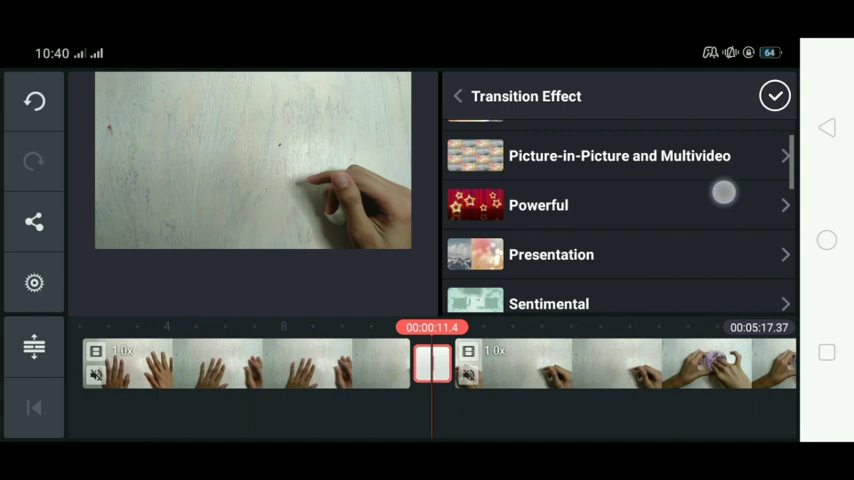 10:40
64
Transition Effect
Picture-in-Picture and Multivideo
Powerful
Presentation
Sentimental
4
8
00:00:11.4
00:05:17.37
1.0x
1.0x